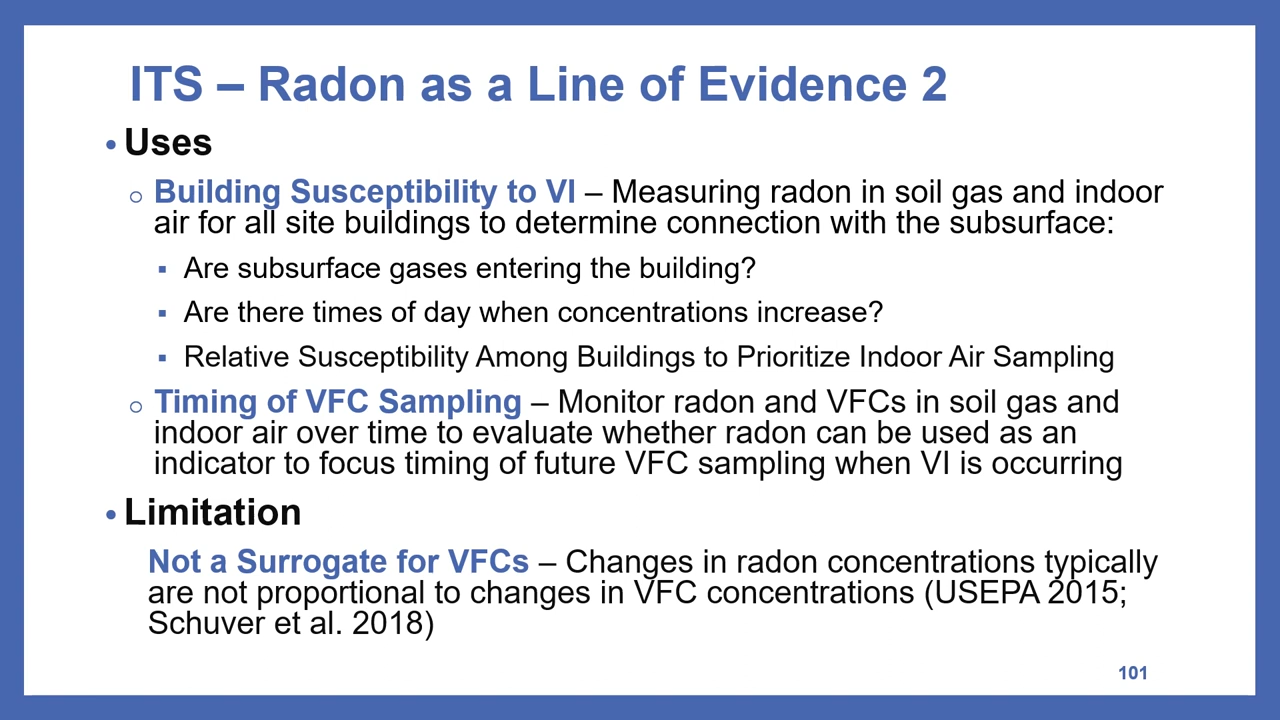 ITS – Radon as a Line of Evidence 2
• Uses
o Building Susceptibility to VI – Measuring radon in soil gas and indoor
air for all site buildings to determine connection with the subsurface:
▪ Are subsurface gases entering the building?
▪ Are there times of day when concentrations increase?
▪ Relative Susceptibility Among Buildings to Prioritize Indoor Air Sampling
o Timing of VFC Sampling – Monitor radon and VFCs in soil gas and
indoor air over time to evaluate whether radon can be used as an
indicator to focus timing of future VFC sampling when VI is occurring
• Limitation
Not a Surrogate for VFCs – Changes in radon concentrations typically
are not proportional to changes in VFC concentrations (USEPA 2015;
Schuver et al. 2018)
101